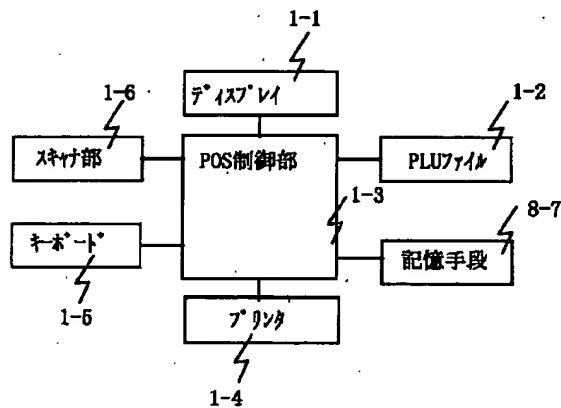 1-1
1-6
ディスプレイ
1-2
スキャナ部
POS制御部
PLUファイル
1-3
8-7
キーボード
記憶手段
1-5
プリンタ
1-4